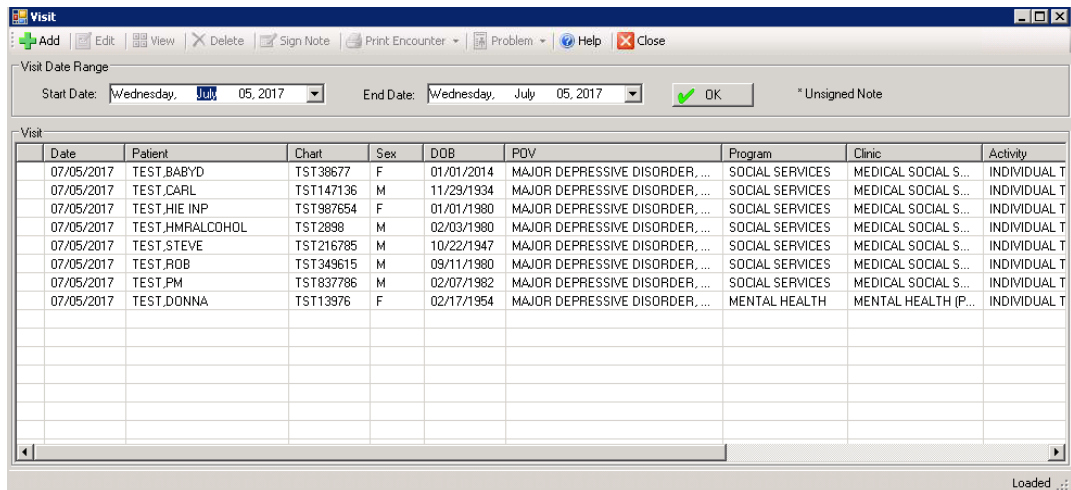 Visit
Add Edit View Delete Sign Note Print Encounter Problem Help Close
Visit Date Range
Start Date: Wednesday, July 05, 2017 End Date: Wednesday, July 05, 2017 OK * Unsigned Note
Visit
Date Patient Chart Sex DOB POV Program Clinic Activity
07/05/2017 TEST,BABYD TST38677 F 01/01/2014 MAJOR DEPRESSIVE DISORDER, ... SOCIAL SERVICES MEDICAL SOCIAL S... INDIVIDUAL T
07/05/2017 TEST,CARL TST147136 M 11/29/1934 MAJOR DEPRESSIVE DISORDER, ... SOCIAL SERVICES MEDICAL SOCIAL S... INDIVIDUAL T
07/05/2017 TEST,HIE INP TST987654 F 01/01/1980 MAJOR DEPRESSIVE DISORDER, ... SOCIAL SERVICES MEDICAL SOCIAL S... INDIVIDUAL T
07/05/2017 TEST,HMRALCOHOL TST2898 M 02/03/1980 MAJOR DEPRESSIVE DISORDER, ... SOCIAL SERVICES MEDICAL SOCIAL S... INDIVIDUAL T
07/05/2017 TEST,STEVE TST216785 M 10/22/1947 MAJOR DEPRESSIVE DISORDER, ... SOCIAL SERVICES MEDICAL SOCIAL S... INDIVIDUAL T
07/05/2017 TEST,ROB TST349615 M 09/11/1980 MAJOR DEPRESSIVE DISORDER, ... SOCIAL SERVICES MEDICAL SOCIAL S... INDIVIDUAL T
07/05/2017 TEST,PM TST837786 M 02/07/1982 MAJOR DEPRESSIVE DISORDER, ... SOCIAL SERVICES MEDICAL SOCIAL S... INDIVIDUAL T
07/05/2017 TEST,DONNA TST13976 F 02/17/1954 MAJOR DEPRESSIVE DISORDER, ... MENTAL HEALTH MENTAL HEALTH (P... INDIVIDUAL T
Loaded